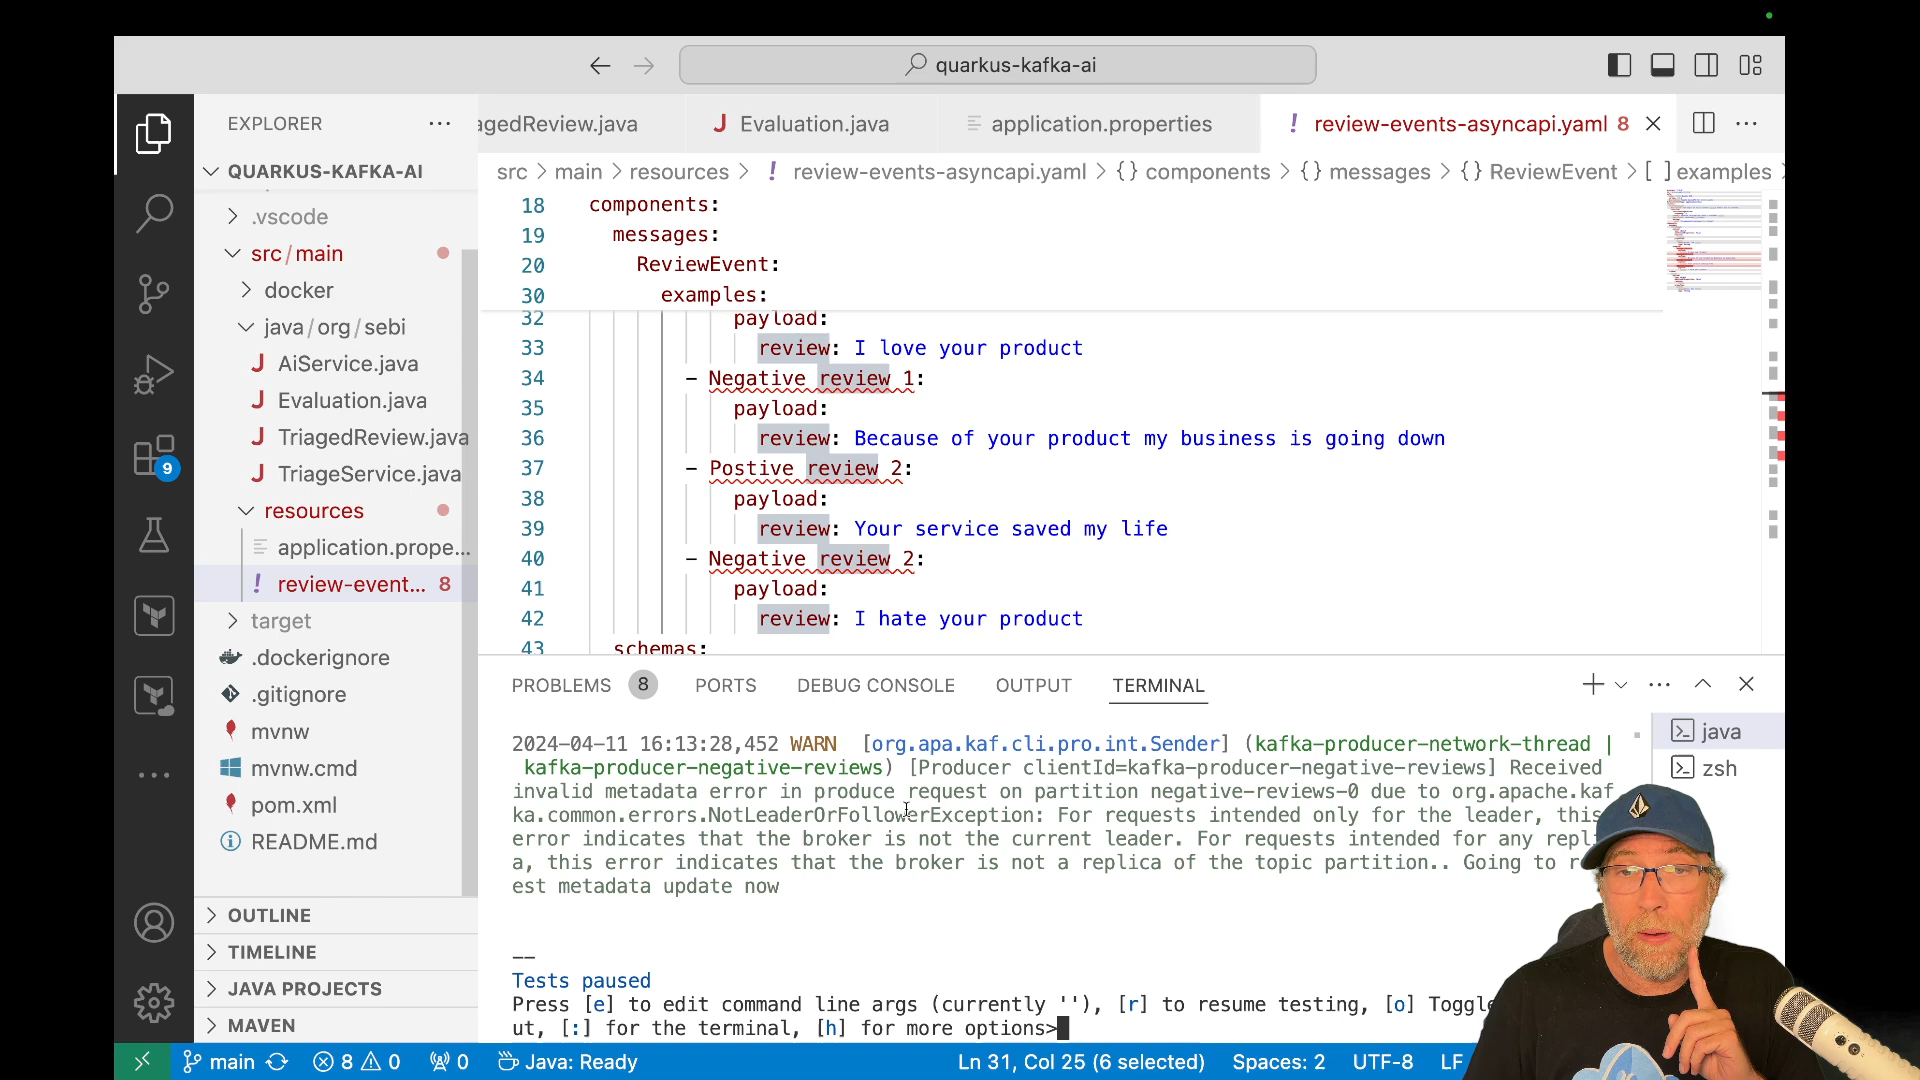 quarkus-kafka-ai
EXPLORER
agedReview.java
Evaluation.java
application.properties
! review-events-asyncapi.yaml 8
QUARKUS-KAFKA-AI
src > main > resources > ! review-events-asyncapi.yaml > {} components > {} messages > {} ReviewEvent > [ ] examples >
.vscode
src/main
docker
java/org/sebi
J AiService.java
J Evaluation.java
J TriagedReview.java
J TriageService.java
resources
application.prope...
! review-event... 8
target
.dockerignore
.gitignore
mvnw
mvnw.cmd
pom.xml
README.md
OUTLINE
TIMELINE
JAVA PROJECTS
MAVEN
9
18 components:
19 messages:
20 ReviewEvent:
30 examples:
32 payload:
33 review: I love your product
34 - Negative review 1:
35 payload:
36 review: Because of your product my business is going down
37 - Postive review 2:
38 payload:
39 review: Your service saved my life
40 - Negative review 2:
41 payload:
42 review: I hate your product
43 schemas:
PROBLEMS 8 PORTS DEBUG CONSOLE OUTPUT TERMINAL
2024-04-11 16:13:28,452 WARN [org.apa.kaf.cli.pro.int.Sender] (kafka-producer-network-thread |
kafka-producer-negative-reviews) [Producer clientId=kafka-producer-negative-reviews] Received
invalid metadata error in produce request on partition negative-reviews-0 due to org.apache.kaf
ka.common.errors.NotLeaderOrFollowerException: For requests intended only for the leader, this
error indicates that the broker is not the current leader. For requests intended for any repli
a, this error indicates that the broker is not a replica of the topic partition.. Going to
est metadata update now
--
Tests paused
Press [e] to edit command line args (currently ''), [r] to resume testing, [o] Toggle
ut, [:] for the terminal, [h] for more options>
java
zsh
main 8 0 0 Java: Ready
Ln 31, Col 25 (6 selected) Spaces: 2 UTF-8 LF